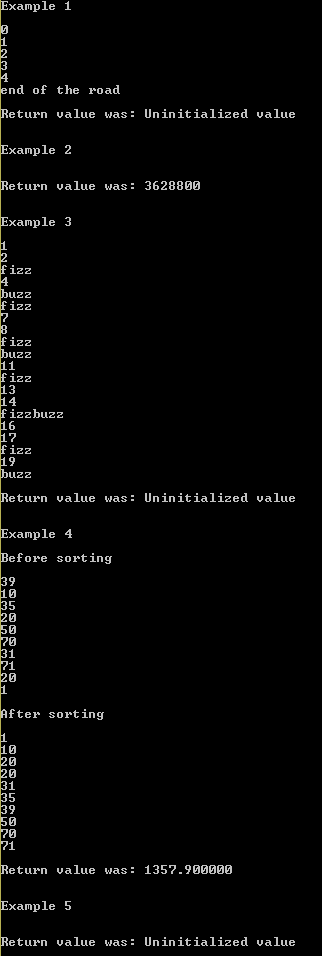 Example 1
0
1
2
3
4
end of the road
Return value was: Uninitialized value
Example 2
Return value was: 3628800
Example 3
1
2
fizz
4
buzz
fizz
7
8
fizz
buzz
11
fizz
13
14
fizzbuzz
16
17
fizz
19
buzz
Return value was: Uninitialized value
Example 4
Before sorting
39
10
35
20
50
70
31
71
20
1
After sorting
1
10
20
20
31
35
39
50
70
71
Return value was: 1357.900000
Example 5
Return value was: Uninitialized value